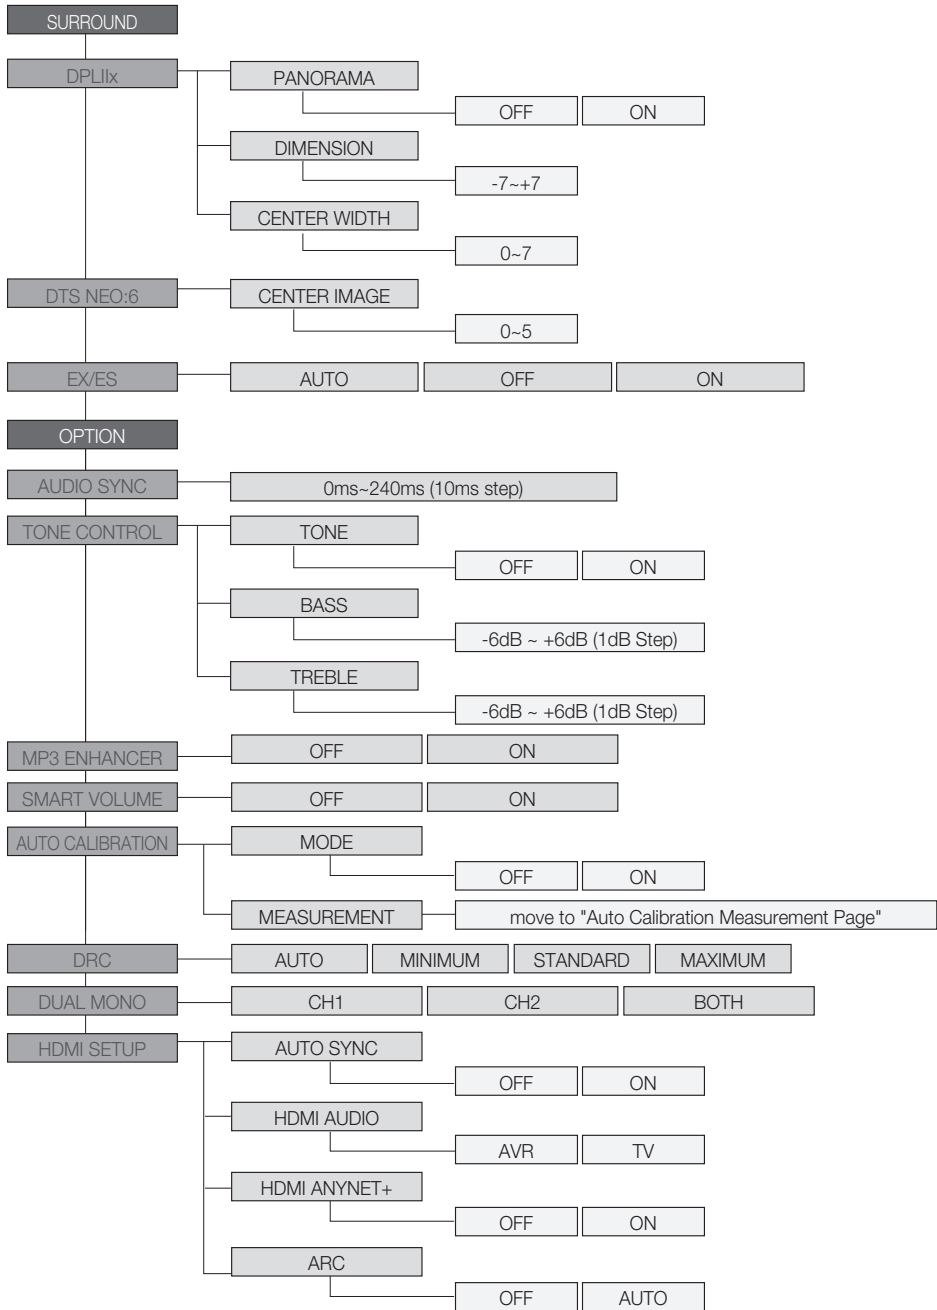 SURROUND
DPLIIx
PANORAMA
OFF ON
DIMENSION
-7~+7
CENTER WIDTH
0~7
DTS NEO:6 CENTER IMAGE
0~5
EX/ES AUTO OFF ON
OPTION
AUDIO SYNC 0ms~240ms (10ms step)
TONE CONTROL TONE
OFF ON
BASS
-6dB ~ +6dB (1dB Step)
TREBLE
-6dB ~ +6dB (1dB Step)
MP3 ENHANCER OFF ON
SMART VOLUME OFF ON
AUTO CALIBRATION MODE
OFF ON
MEASUREMENT move to "Auto Calibration Measurement Page"
DRC AUTO MINIMUM STANDARD MAXIMUM
DUAL MONO CH1 CH2 BOTH
HDMI SETUP AUTO SYNC
OFF ON
HDMI AUDIO
AVR TV
HDMI ANYNET+
OFF ON
ARC
OFF AUTO